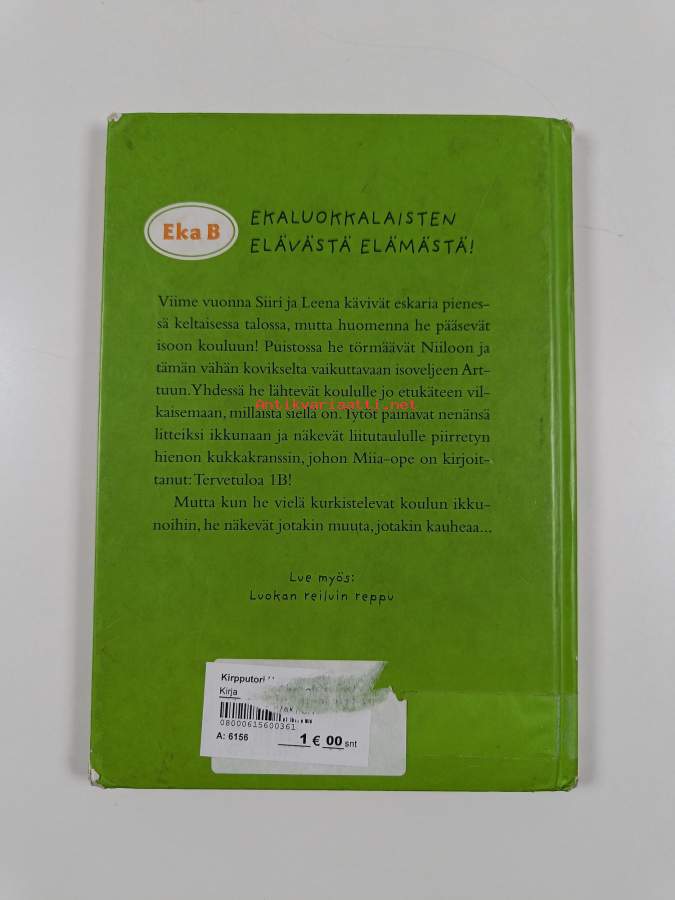 Eka B
EKALUOKKALAISTEN
ELÄVÄSTÄ ELÄMÄSTÄ!
Viime vuonna Siiri ja Leena kävivät eskaria pienes-
sä keltaisessa talossa, mutta huomenna he pääsevät
isoon kouluun! Puistossa he törmäävät Niiloon ja
tämän vähän kovikselta vaikuttavaan isoveljeen Art-
tuun. Yhdessä he lähtevät koululle jo etukäteen vil-
kaisemaan, millaista siellä on. Tytöt painavat nenänsä
Antikvariaatti.net
litteiksi ikkunaan ja näkevät liitutaululle piirretyn
hienon kukkakranssin, johon Miia-ope on kirjoit-
tanut: Tervetuloa 1B!
Mutta kun he vielä kurkistelevat koulun ikku-
noihin, he näkevät jotakin muuta, jotakin kauheaa...
Lue myös:
Luokan reiluin reppu
Kirpputori
Kirja
08000615600361
A: 6156
1 € 00 snt